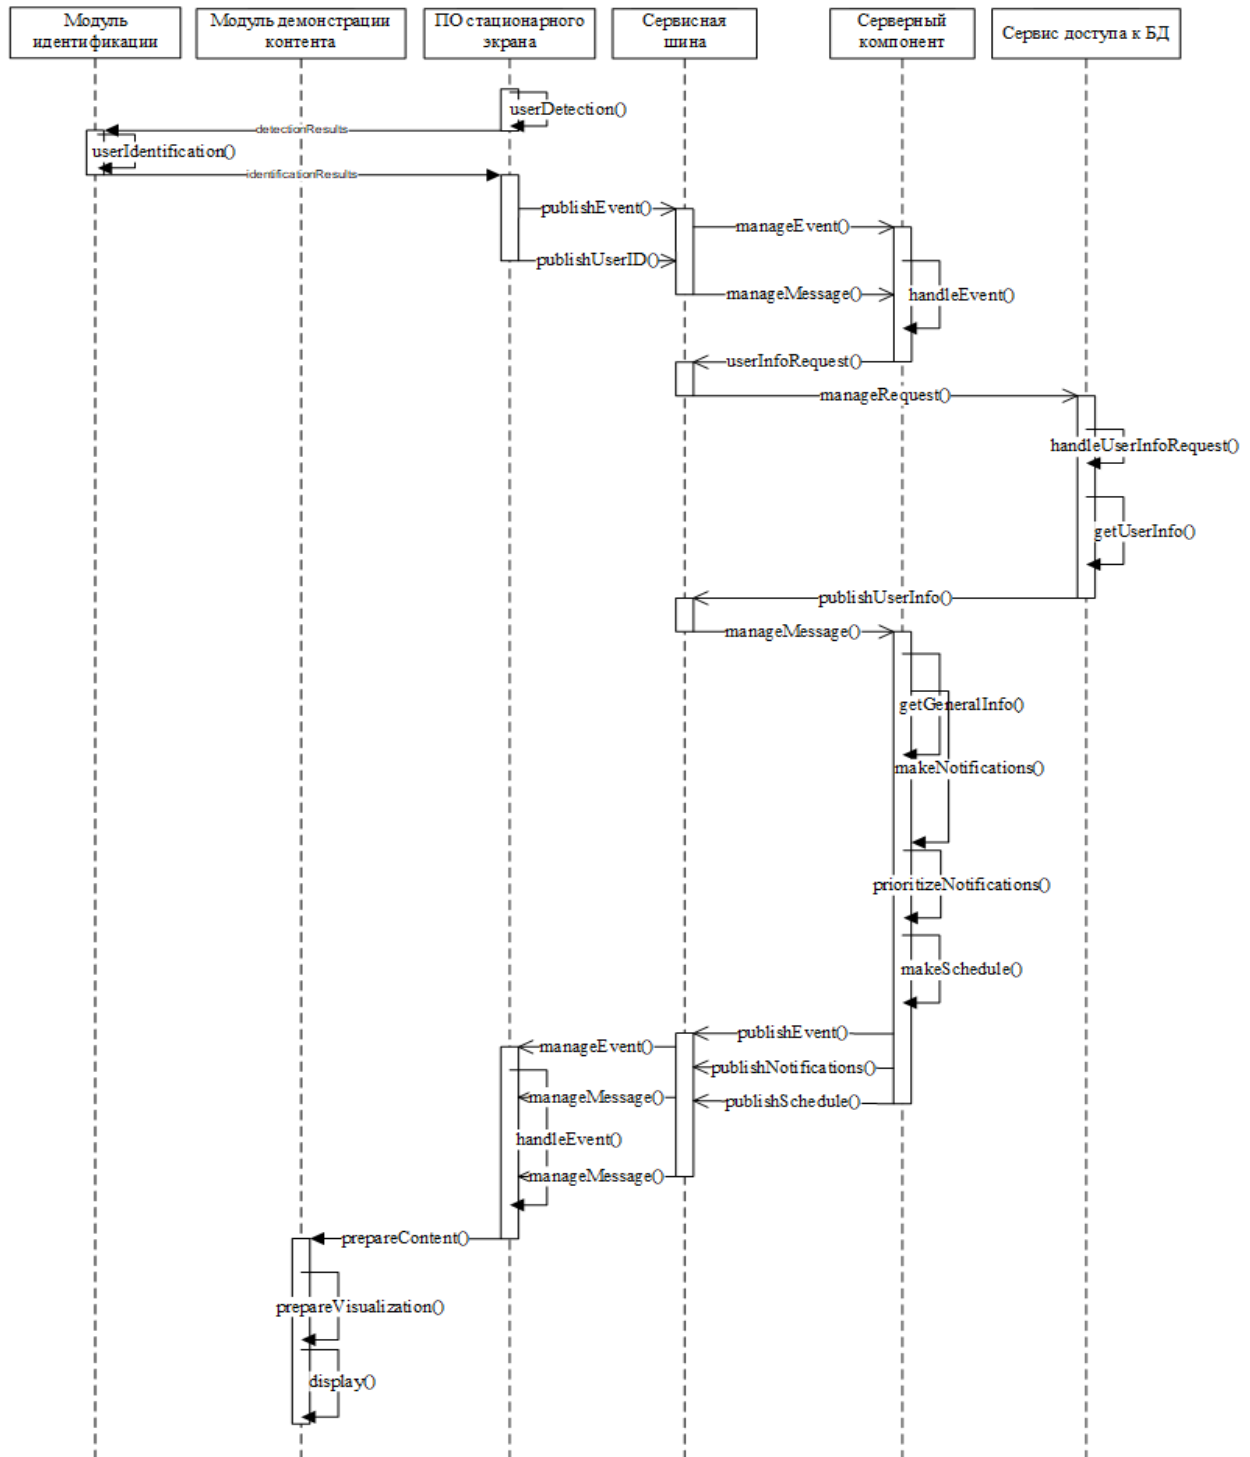 Модуль
идентификации
Модуль демонстрации
контента
ПО стационарного
экрана
Сервисная
шина
Серверный
компонент
Сервис доступа к БД
userDetection()
detectionResults
userIdentification()
identificationResults
publishEvent()
manageEvent()
publishUserID()
manageMessage()
handleEvent()
userInfoRequest()
manageRequest()
handleUserInfoRequest()
getUserInfo()
publishUserInfo()
manageMessage()
getGeneralInfo()
makeNotifications()
prioritizeNotifications()
makeSchedule()
publishEvent()
manageEvent()
publishNotifications()
manageMessage()
publishSchedule()
handleEvent()
manageMessage()
prepareContent()
prepareVisualization()
display()